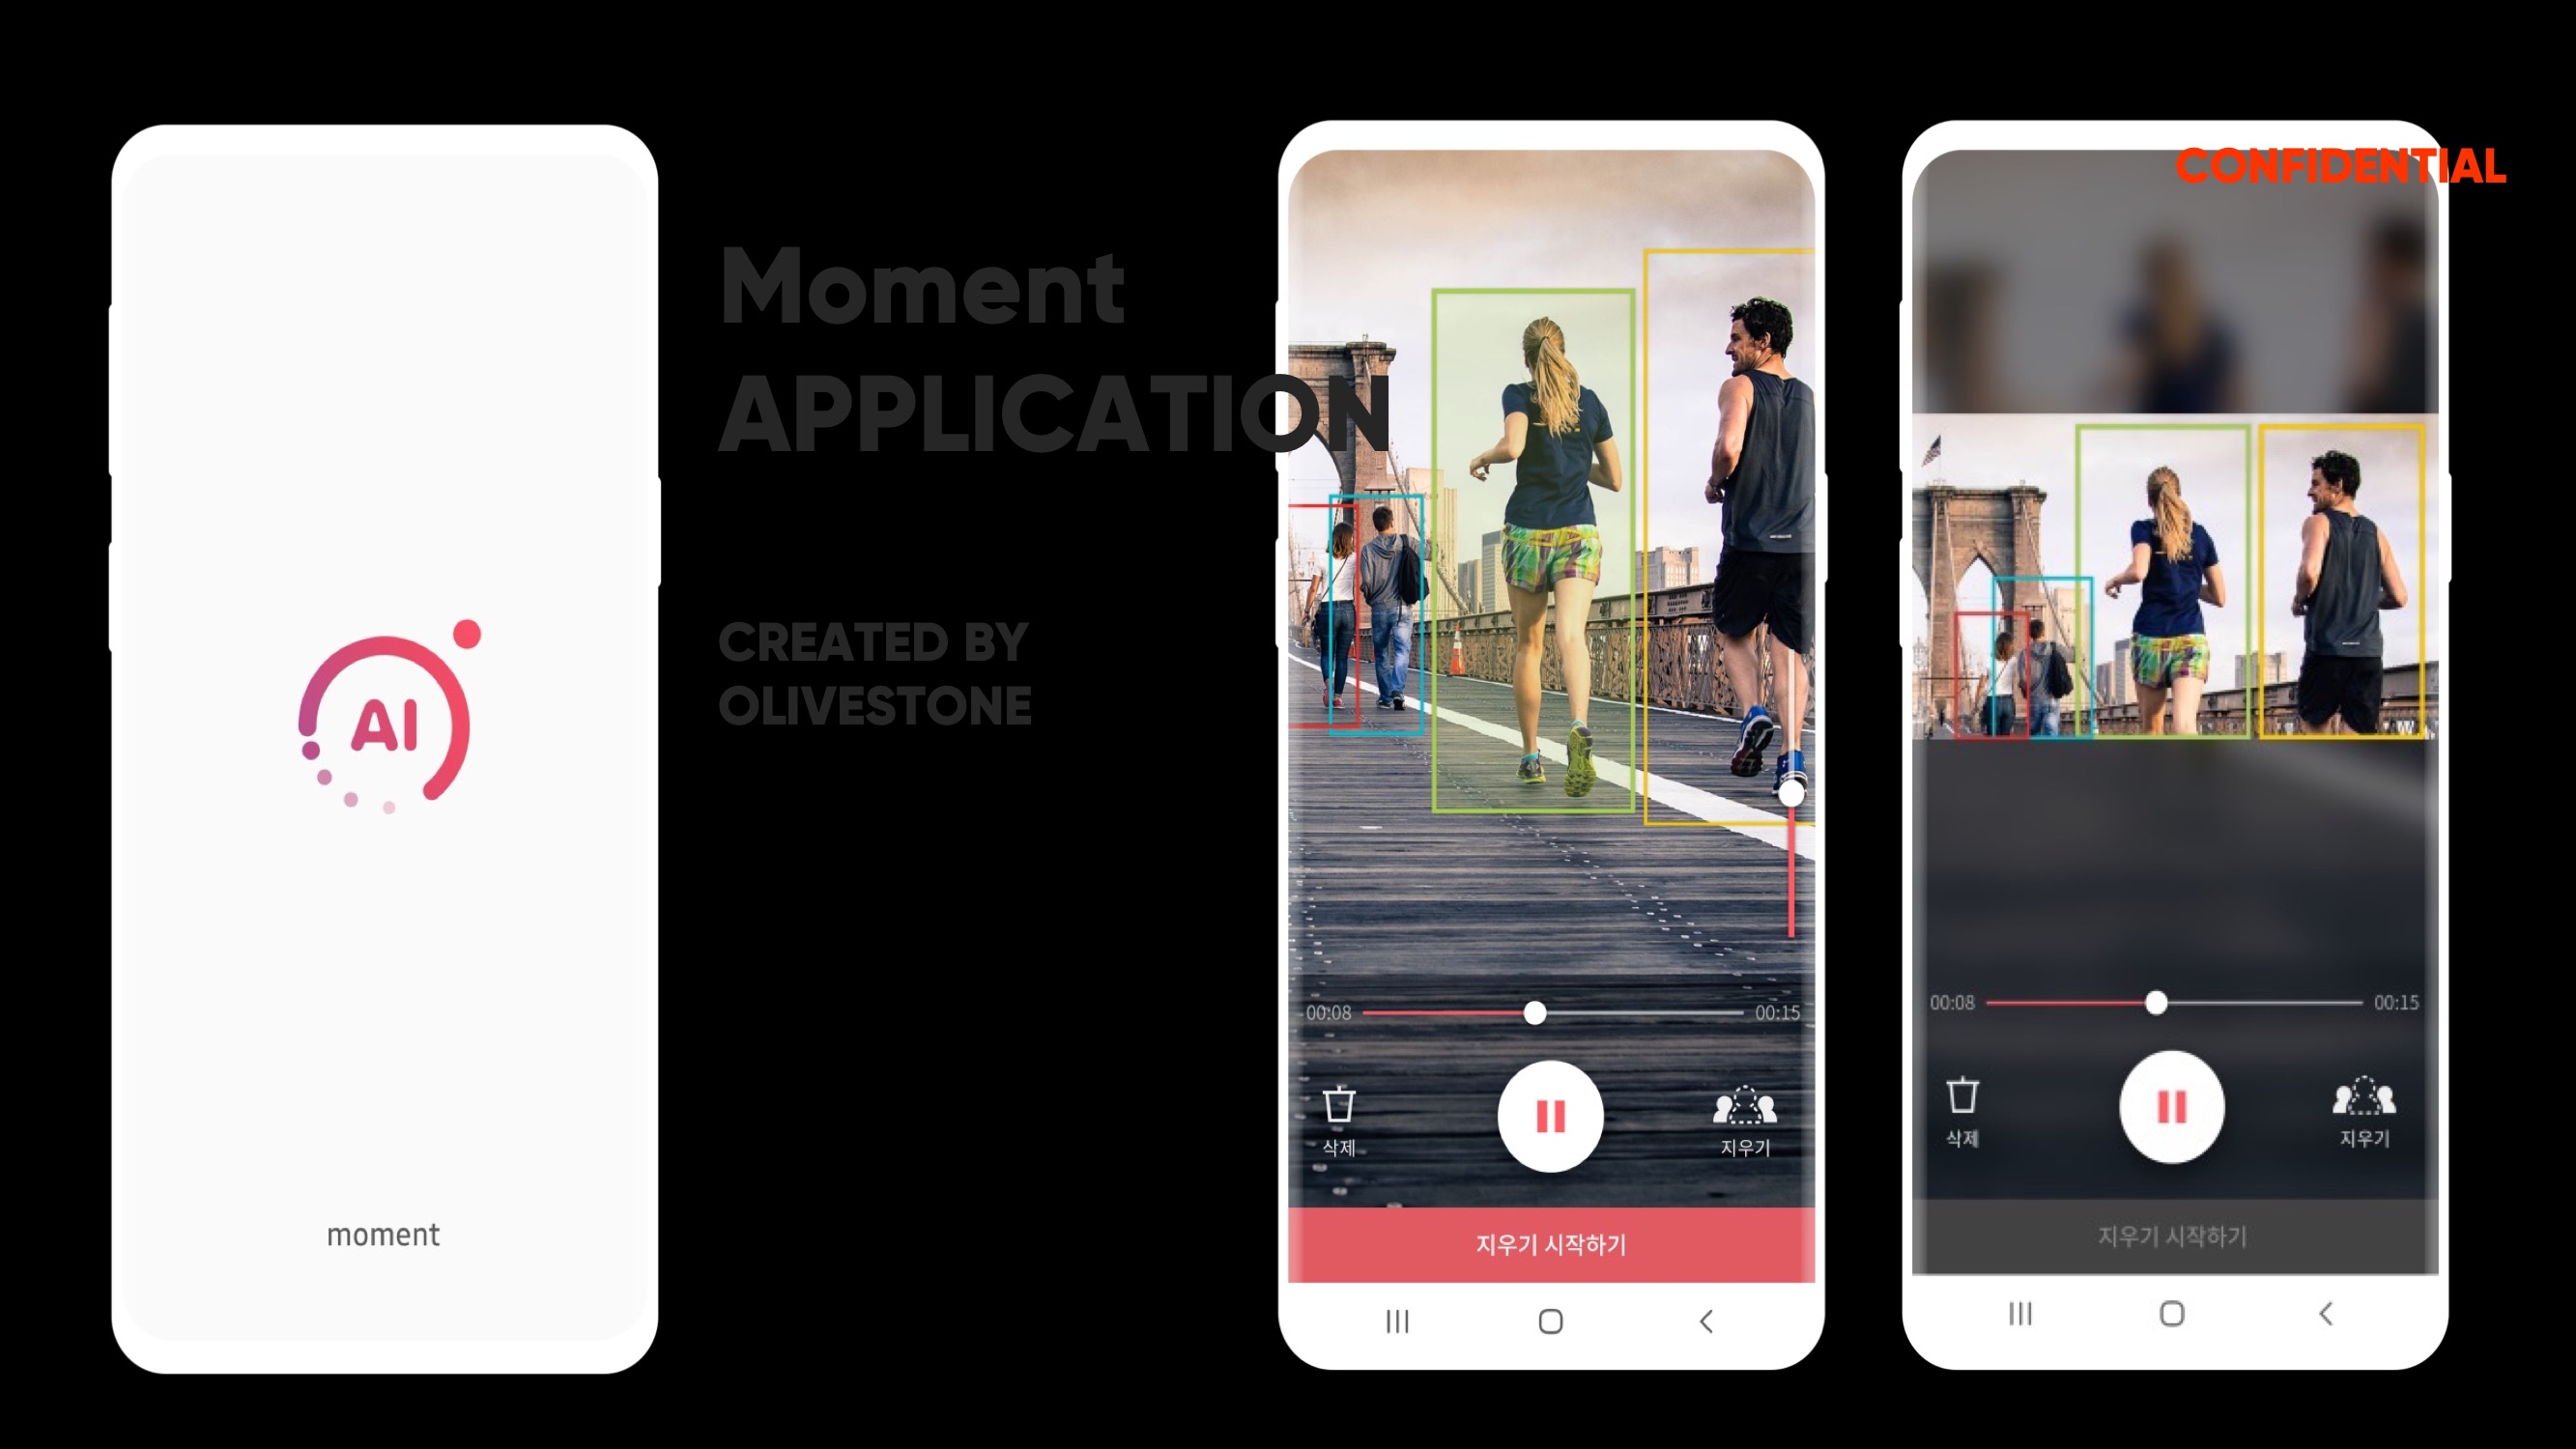 CONFIDENTIAL
Moment
APPLICATION
CREATED BY
OLIVESTONE
AI
moment
00:08
00:15
삭제
지우기
지우기 시작하기
00:08
00:15
삭제
지우기
지우기 시작하기